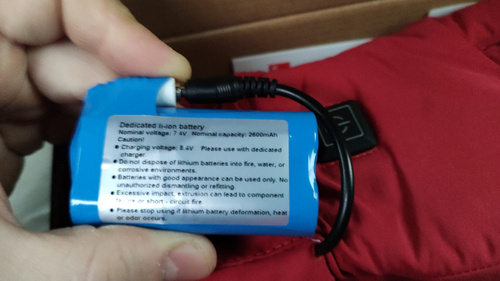 Dedicated li-ion battery
Nominal voltage: 7.4V Nominal capacity: 2600mAh
Caution!
● Charging voltage: 8.4V Please use with dedicated
charger.
● Do not dispose of lithium batteries into fire, water, or
corrosive environments.
● Batteries with good appearance can be used only. No
unauthorized dismantling or refitting
● Excessive impact, extrusion can lead to component
or short - circuit fire.
● Please stop using if lithium battery deformation, heat
or odor occurs.